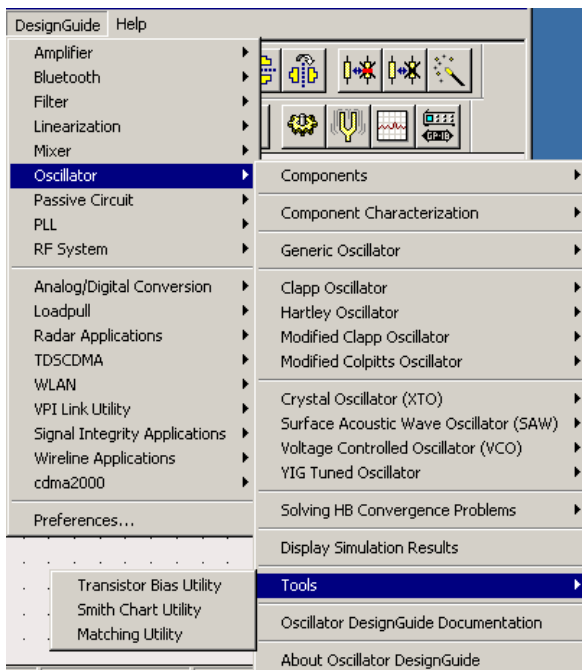 DesignGuide Help
Amplifier
Bluetooth
Filter
Linearization
Mixer
Oscillator
Passive Circuit
PLL
RF System
Analog/Digital Conversion
Loadpull
Radar Applications
TDSCDMA
WLAN
VPI Link Utility
Signal Integrity Applications
Wireline Applications
cdma2000
Preferences...
GPIB
Components
Component Characterization
Generic Oscillator
Clapp Oscillator
Hartley Oscillator
Modified Clapp Oscillator
Modified Colpitts Oscillator
Crystal Oscillator (XTO)
Surface Acoustic Wave Oscillator (SAW)
Voltage Controlled Oscillator (VCO)
YIG Tuned Oscillator
Solving HB Convergence Problems
Display Simulation Results
Tools
Oscillator DesignGuide Documentation
About Oscillator DesignGuide
Transistor Bias Utility
Smith Chart Utility
Matching Utility